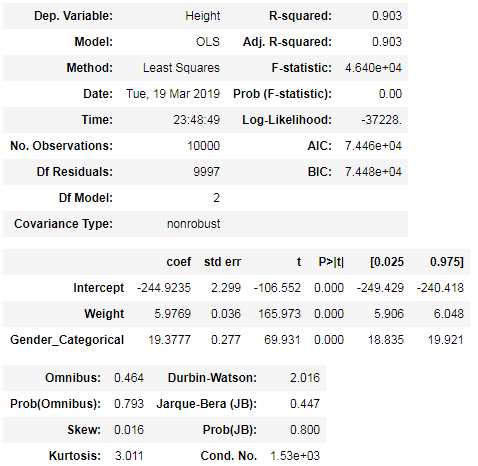 Dep. Variable: Height R-squared: 0.903
Model: OLS Adj. R-squared: 0.903
Method: Least Squares F-statistic: 4.640e+04
Date: Tue, 19 Mar 2019 Prob (F-statistic): 0.00
Time: 23:48:49 Log-Likelihood: -37228.
No. Observations: 10000 AIC: 7.446e+04
Df Residuals: 9997 BIC: 7.448e+04
Df Model: 2
Covariance Type: nonrobust
coef std err t P>|t| [0.025 0.975]
Intercept -244.9235 2.299 -106.552 0.000 -249.429 -240.418
Weight 5.9769 0.036 165.973 0.000 5.906 6.048
Gender_Categorical 19.3777 0.277 69.931 0.000 18.835 19.921
Omnibus: 0.464 Durbin-Watson: 2.016
Prob(Omnibus): 0.793 Jarque-Bera (JB): 0.447
Skew: 0.016 Prob(JB): 0.800
Kurtosis: 3.011 Cond. No. 1.53e+03